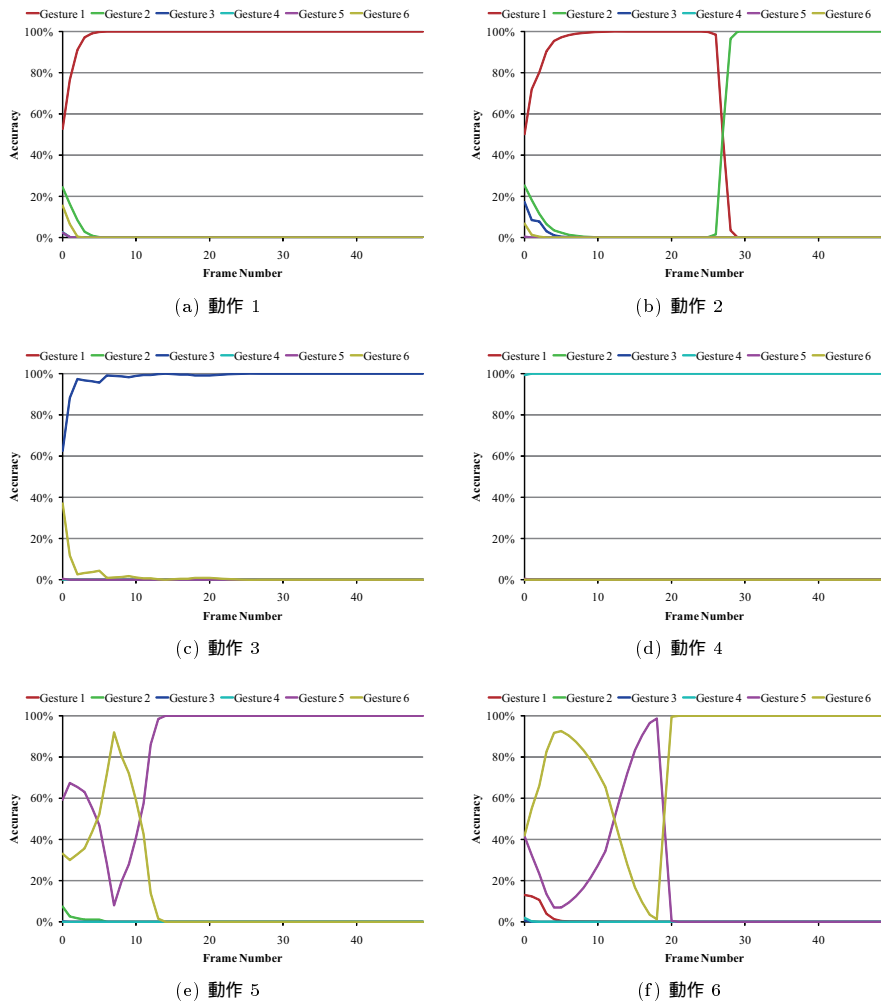 Gesture 1 Gesture 2 Gesture 3 Gesture 4 Gesture 5 Gesture 6
100%
80%
60%
40%
20%
0%
Accuracy
0 10 20 30 40
Frame Number
(a) 動作 1
Gesture 1 Gesture 2 Gesture 3 Gesture 4 Gesture 5 Gesture 6
100%
80%
60%
40%
20%
0%
Accuracy
0 10 20 30 40
Frame Number
(b) 動作 2
Gesture 1 Gesture 2 Gesture 3 Gesture 4 Gesture 5 Gesture 6
100%
80%
60%
40%
20%
0%
Accuracy
0 10 20 30 40
Frame Number
(c) 動作 3
Gesture 1 Gesture 2 Gesture 3 Gesture 4 Gesture 5 Gesture 6
100%
80%
60%
40%
20%
0%
Accuracy
0 10 20 30 40
Frame Number
(d) 動作 4
Gesture 1 Gesture 2 Gesture 3 Gesture 4 Gesture 5 Gesture 6
100%
80%
60%
40%
20%
0%
Accuracy
0 10 20 30 40
Frame Number
(e) 動作 5
Gesture 1 Gesture 2 Gesture 3 Gesture 4 Gesture 5 Gesture 6
100%
80%
60%
40%
20%
0%
Accuracy
0 10 20 30 40
Frame Number
(f) 動作 6